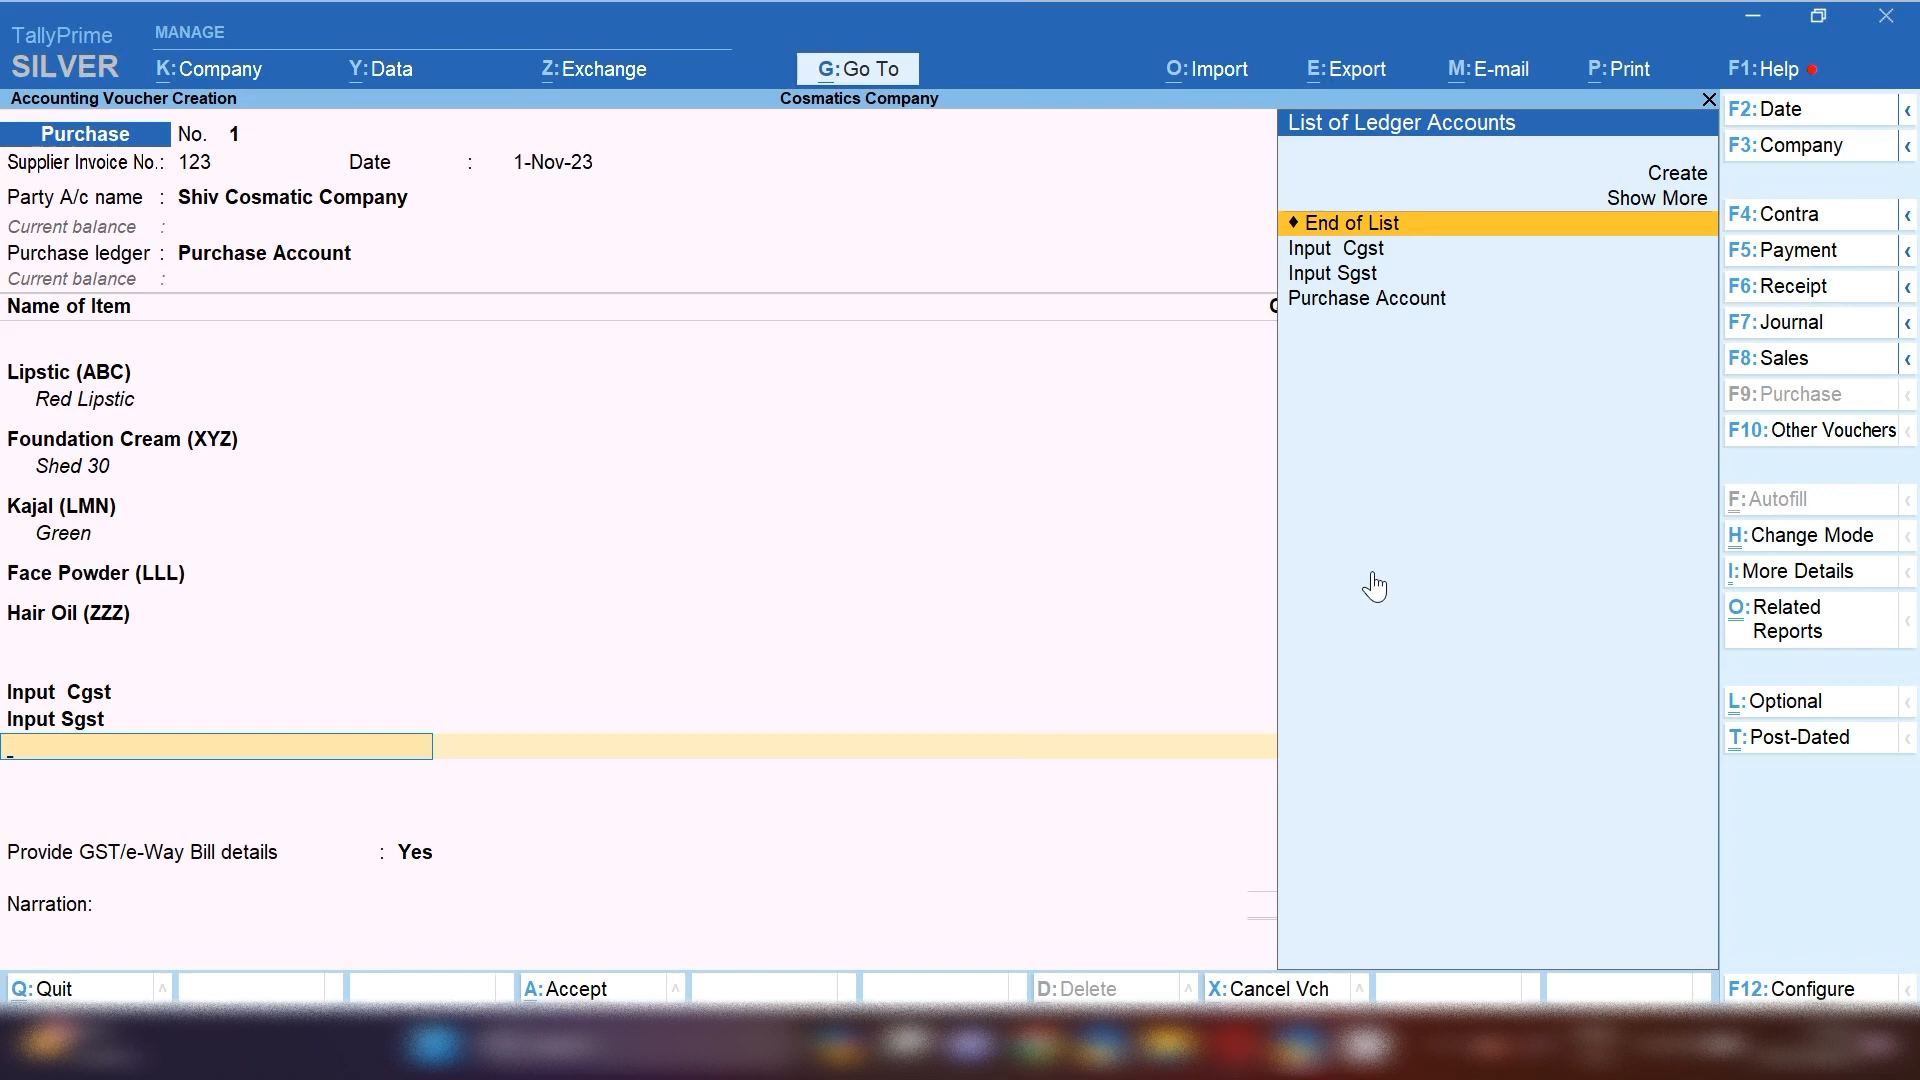 TallyPrime
SILVER
MANAGE
K:Company Y:Data Z:Exchange G:Go To O:Import E:Export M:E-mail P:Print F1:Help
Accounting Voucher Creation Cosmatics Company
Purchase No. 1
Supplier Invoice No.: 123 Date : 1-Nov-23
Party A/c name : Shiv Cosmatic Company
Current balance :
Purchase ledger : Purchase Account
Current balance :
Name of Item
Lipstic (ABC)
Red Lipstic
Foundation Cream (XYZ)
Shed 30
Kajal (LMN)
Green
Face Powder (LLL)
Hair Oil (ZZZ)
Input Cgst
Input Sgst
Provide GST/e-Way Bill details : Yes
Narration:
List of Ledger Accounts
Create
Show More
♦ End of List
Input Cgst
Input Sgst
Purchase Account
F2:Date
F3:Company
F4:Contra
F5:Payment
F6:Receipt
F7:Journal
F8:Sales
F9:Purchase
F10:Other Vouchers
F:Autofill
H:Change Mode
I:More Details
O:Related
Reports
L:Optional
T:Post-Dated
Q:Quit A:Accept D:Delete X:Cancel Vch F12:Configure